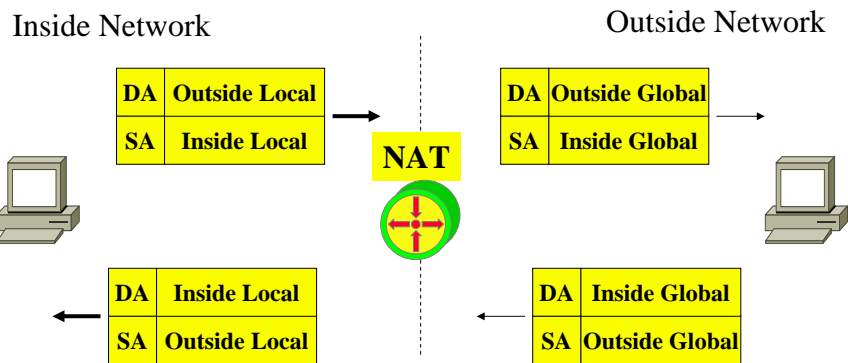 Inside Network
Outside Network
DA Outside Local
SA Inside Local
DA Outside Global
SA Inside Global
NAT
DA Inside Local
SA Outside Local
DA Inside Global
SA Outside Global